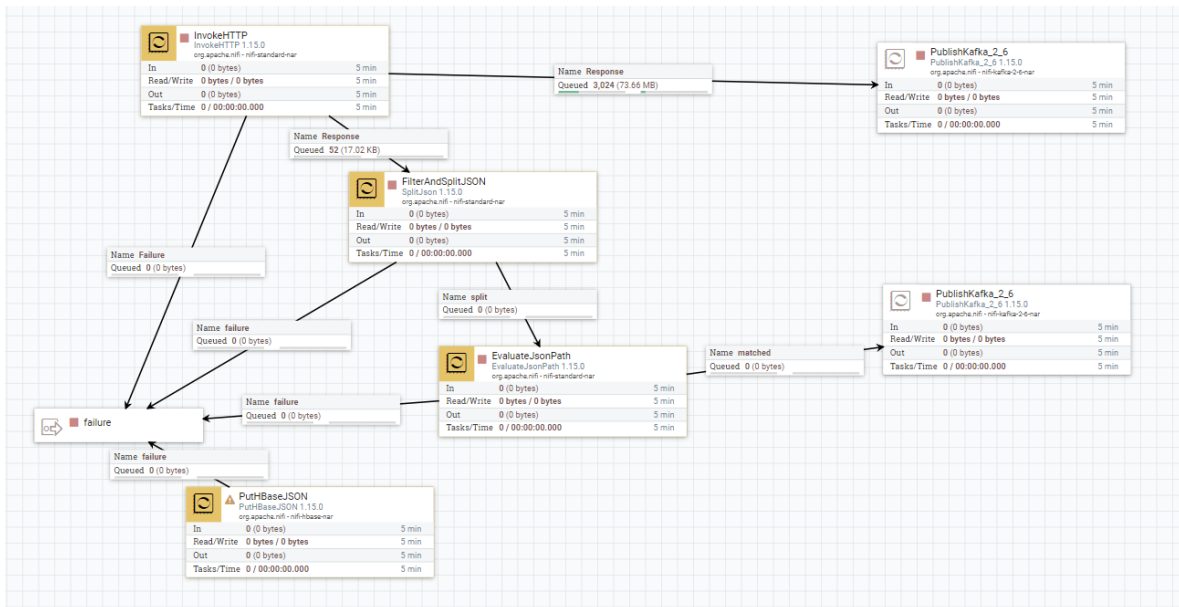 InvokeHTTP
InvokeHTTP 1.15.0
org.apache.nifi - nifi-standard-nar
In 0 (0 bytes) 5 min
Read/Write 0 bytes / 0 bytes 5 min
Out 0 (0 bytes) 5 min
Tasks/Time 0 / 00:00:00.000 5 min
PublishKafka_2_6
PublishKafka_2_6 1.15.0
org.apache.nifi - nifi-kafka-2-6-nar
In 0 (0 bytes) 5 min
Read/Write 0 bytes / 0 bytes 5 min
Out 0 (0 bytes) 5 min
Tasks/Time 0 / 00:00:00.000 5 min
Name Response
Queued 3,024 (73.66 MB)
Name Response
Queued 52 (17.02 KB)
FilterAndSplitJSON
SplitJson 1.15.0
org.apache.nifi - nifi-standard-nar
In 0 (0 bytes) 5 min
Read/Write 0 bytes / 0 bytes 5 min
Out 0 (0 bytes) 5 min
Tasks/Time 0 / 00:00:00.000 5 min
Name Failure
Queued 0 (0 bytes)
Name split
Queued 0 (0 bytes)
PublishKafka_2_6
PublishKafka_2_6 1.15.0
org.apache.nifi - nifi-kafka-2-6-nar
In 0 (0 bytes) 5 min
Read/Write 0 bytes / 0 bytes 5 min
Out 0 (0 bytes) 5 min
Tasks/Time 0 / 00:00:00.000 5 min
Name failure
Queued 0 (0 bytes)
EvaluateJsonPath
EvaluateJsonPath 1.15.0
org.apache.nifi - nifi-standard-nar
In 0 (0 bytes) 5 min
Read/Write 0 bytes / 0 bytes 5 min
Out 0 (0 bytes) 5 min
Tasks/Time 0 / 00:00:00.000 5 min
Name matched
Queued 0 (0 bytes)
Name failure
Queued 0 (0 bytes)
failure
Name failure
Queued 0 (0 bytes)
PutHBaseJSON
PutHBaseJSON 1.15.0
org.apache.nifi - nifi-hbase-nar
In 0 (0 bytes) 5 min
Read/Write 0 bytes / 0 bytes 5 min
Out 0 (0 bytes) 5 min
Tasks/Time 0 / 00:00:00.000 5 min